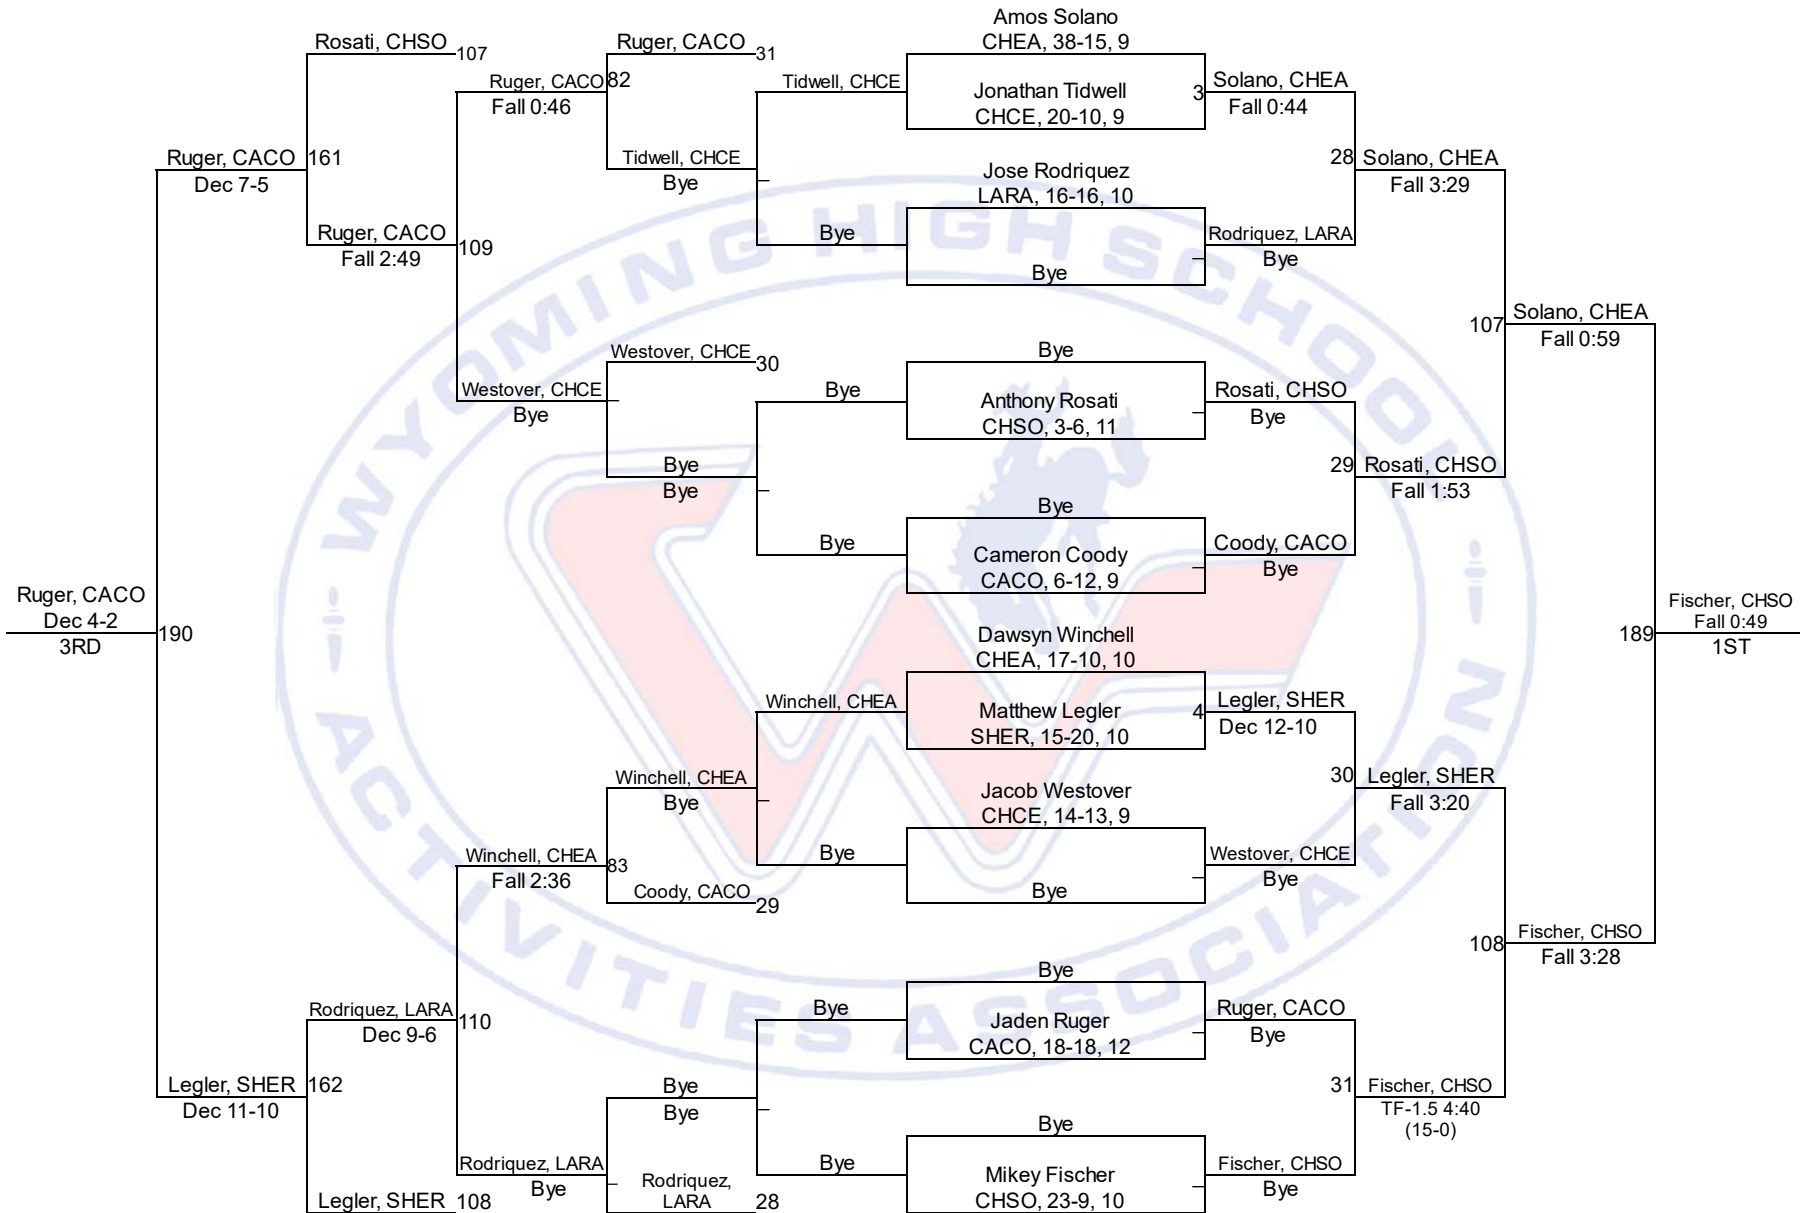 Amos Solano
CHEA, 38-15, 9
Rosati, CHSO
107
Ruger, CACO
31
Ruger, CACO
82
Fall 0:46
Tidwell, CHCE
Jonathan Tidwell
CHCE, 20-10, 9
3
Solano, CHEA
Fall 0:44
Ruger, CACO
161
Dec 7-5
Tidwell, CHCE
Bye
Jose Rodriquez
LARA, 16-16, 10
28
Solano, CHEA
Fall 3:29
Ruger, CACO
109
Fall 2:49
Bye
Bye
Rodriquez, LARA
Bye
Solano, CHEA
107
Fall 0:59
Westover, CHCE
30
Westover, CHCE
Bye
Bye
Bye
Anthony Rosati
CHSO, 3-6, 11
Rosati, CHSO
Bye
Bye
Bye
29
Rosati, CHSO
Fall 1:53
Bye
Bye
Cameron Coody
CACO, 6-12, 9
Coody, CACO
Bye
Ruger, CACO
Dec 4-2
190
3RD
Fischer, CHSO
Fall 0:49
189
1ST
Dawsyn Winchell
CHEA, 17-10, 10
Winchell, CHEA
Matthew Legler
SHER, 15-20, 10
4
Legler, SHER
Dec 12-10
Winchell, CHEA
Bye
Jacob Westover
CHCE, 14-13, 9
30
Legler, SHER
Fall 3:20
Winchell, CHEA
83
Fall 2:36
Bye
Bye
Westover, CHCE
Bye
Coody, CACO
29
108
Fischer, CHSO
Fall 3:28
Rodriquez, LARA
110
Dec 9-6
Bye
Bye
Jaden Ruger
CACO, 18-18, 12
Ruger, CACO
Bye
Legler, SHER
162
Dec 11-10
Bye
Bye
31
Fischer, CHSO
TF-1.5 4:40
(15-0)
Rodriquez, LARA
Bye
Rodriquez,
LARA
28
Bye
Bye
Mikey Fischer
CHSO, 23-9, 10
Fischer, CHSO
Bye
Legler, SHER
108
WYOMING HIGH SCHOOL
ACTIVITIES ASSOCIATION